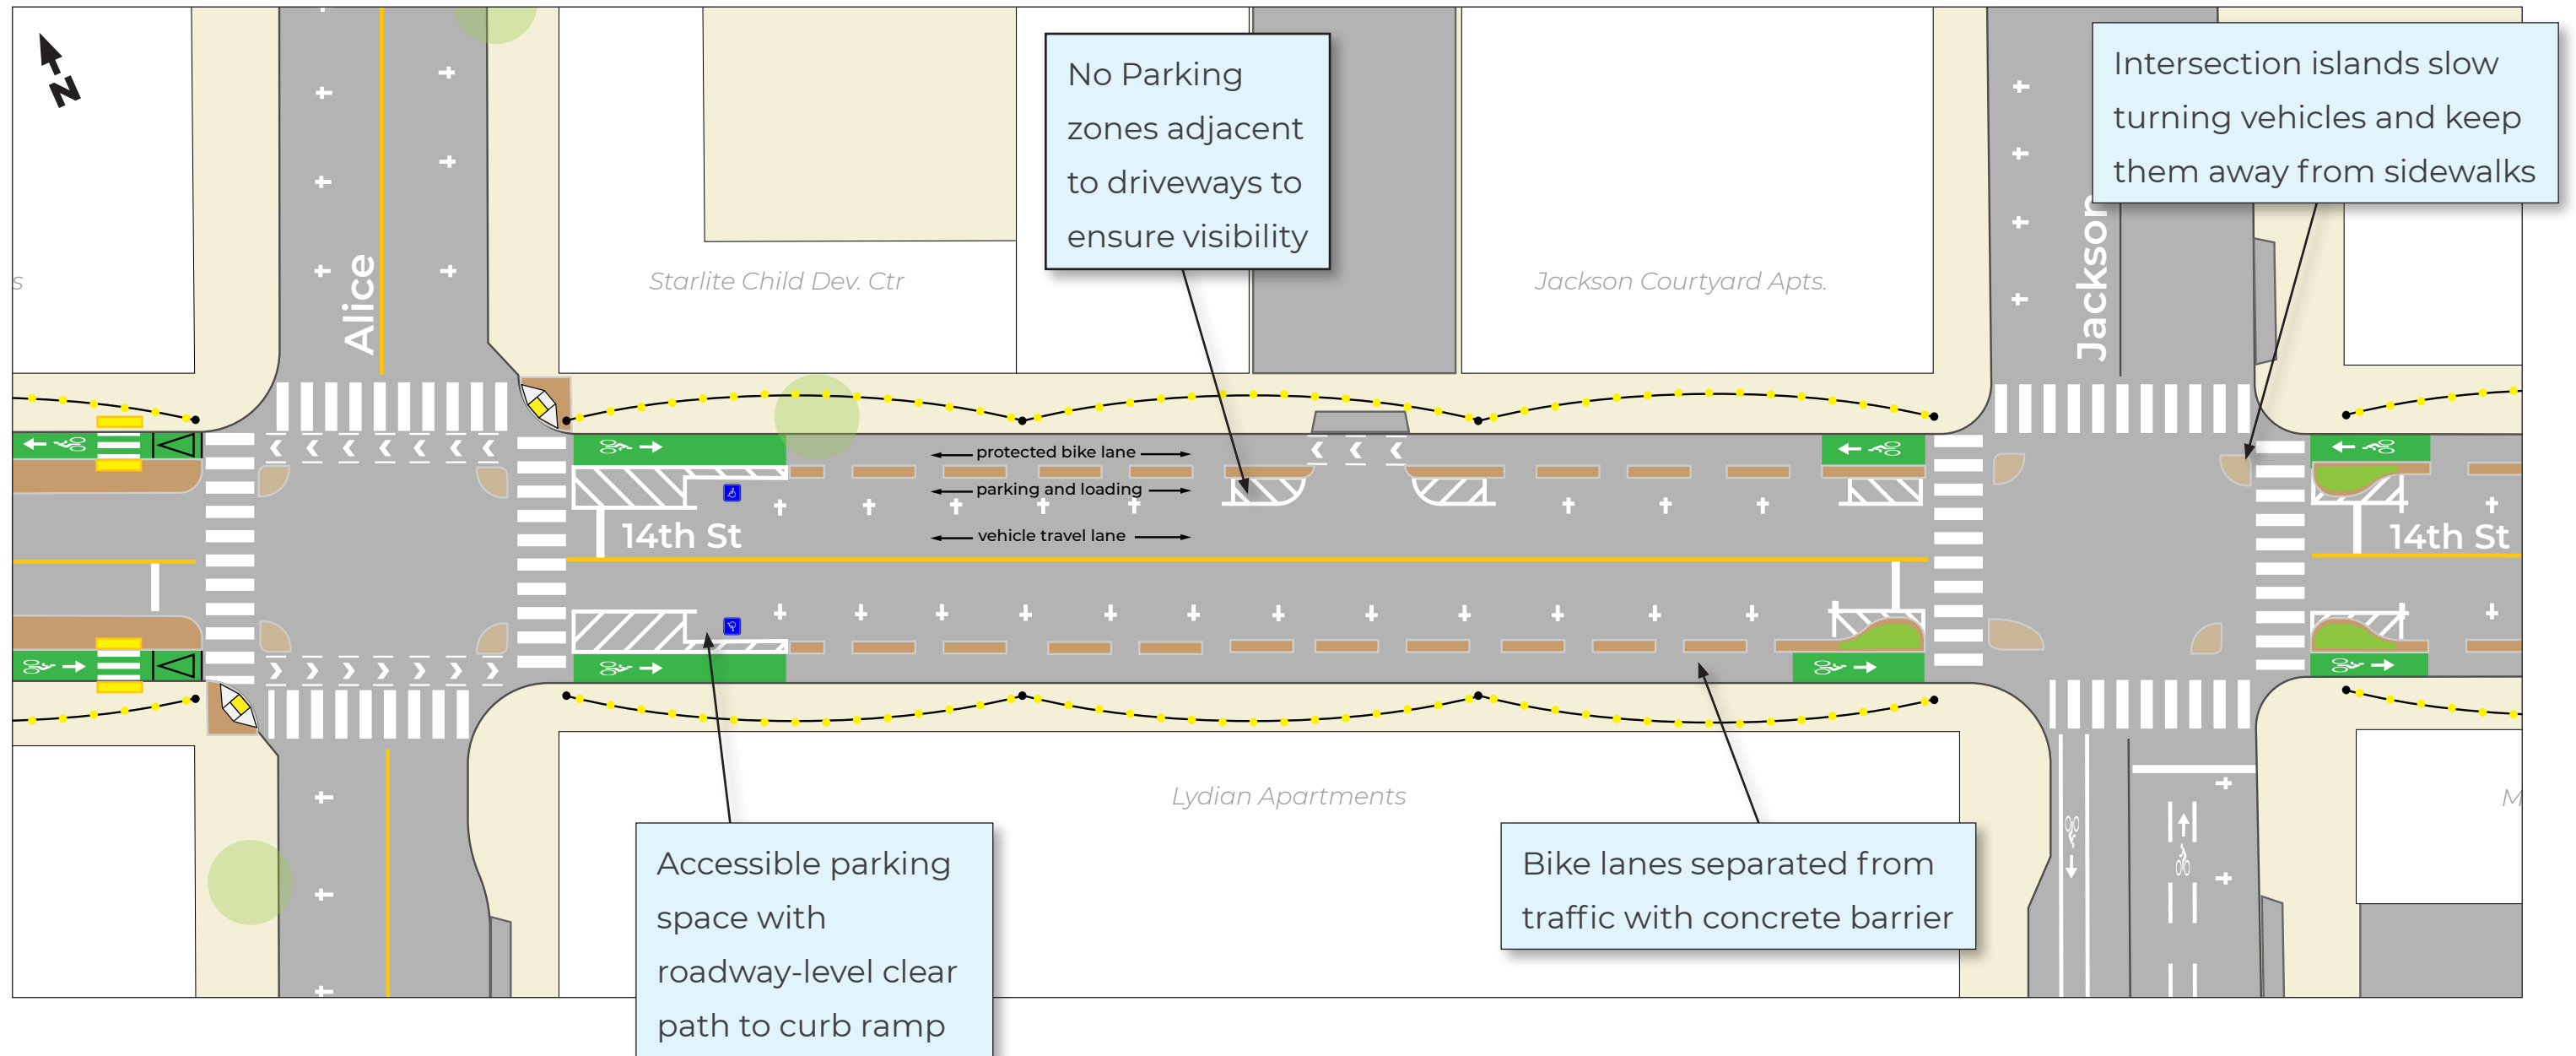 N
No Parking
zones adjacent
to driveways to
ensure visibility
Intersection islands slow
turning vehicles and keep
them away from sidewalks
Alice
Jackson
s
Starlite Child Dev. Ctr
Jackson Courtyard Apts.
protected bike lane
parking and loading
vehicle travel lane
14th St
14th St
Lydian Apartments
M
Accessible parking
space with
roadway-level clear
path to curb ramp
Bike lanes separated from
traffic with concrete barrier